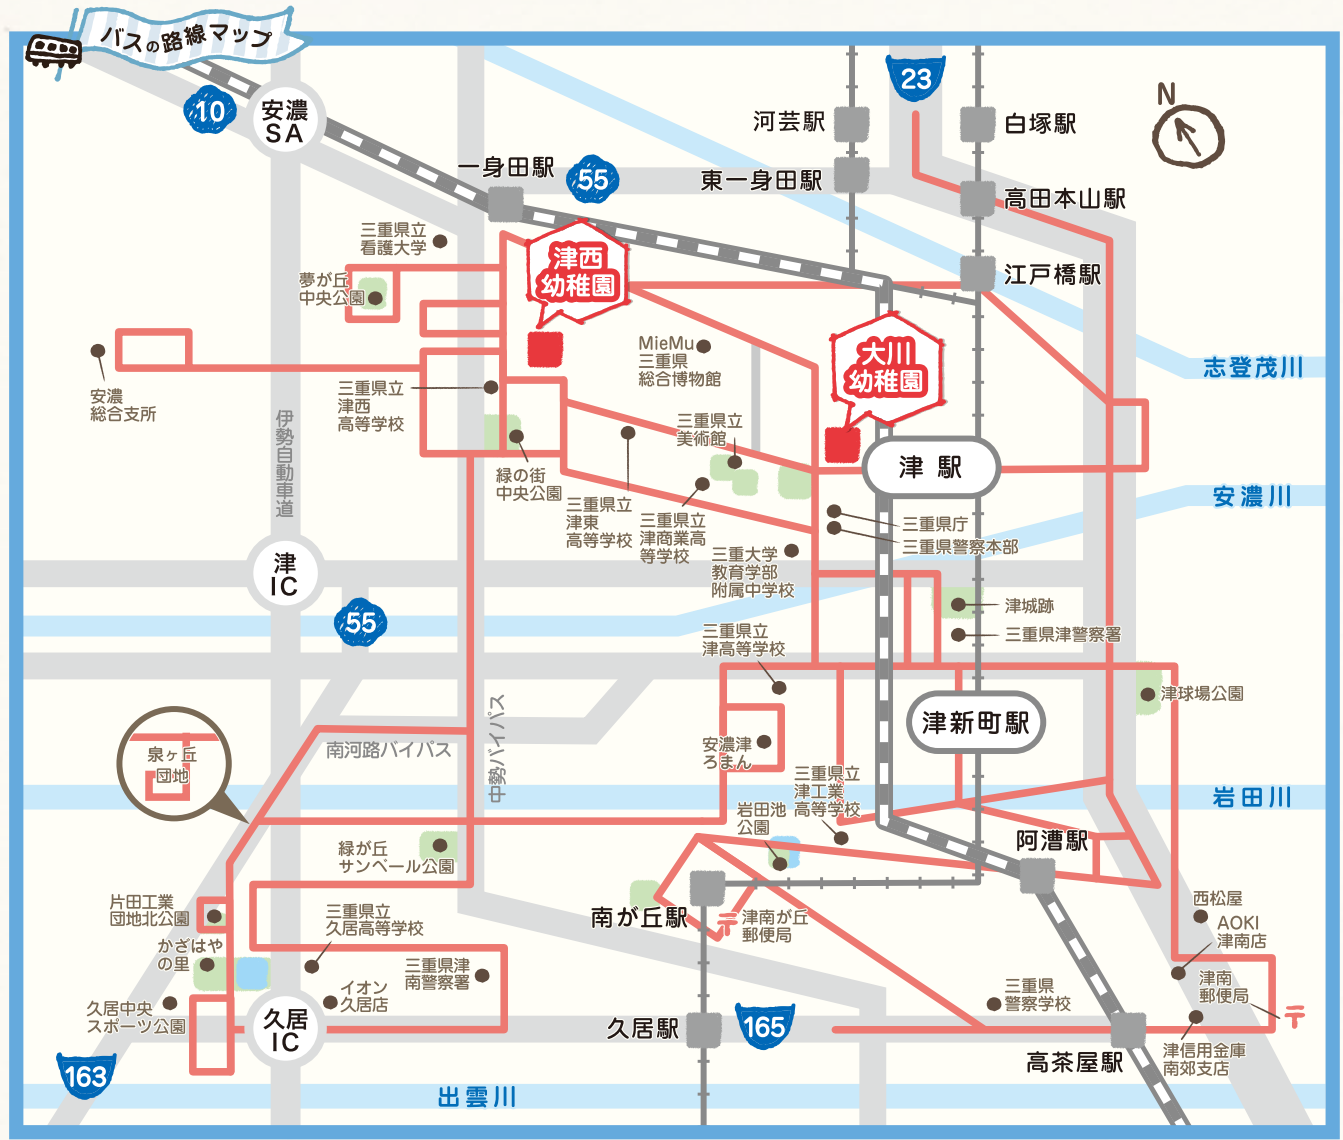 バスの路線マップ
10
安濃
SA
23
N
河芸駅
白塚駅
一身田駅
55
東一身田駅
高田本山駅
三重県立
看護大学
津西
幼稚園
江戸橋駅
夢が丘
中央公園
MieMu
三重県
総合博物館
大川
幼稚園
志登茂川
安濃
総合支所
三重県立
津西
高等学校
伊勢自動車道
三重県立
美術館
緑の街
中央公園
津駅
安濃川
三重県立
津東
高等学校
三重県立
津商業高
等学校
三重県庁
三重県警察本部
津
IC
三重大学
教育学部
附属中学校
55
津城跡
三重県津警察署
三重県立
津高等学校
津球場公園
津新町駅
中勢バイパス
南河路バイパス
泉ヶ丘
団地
安濃津
ろまん
三重県立
津工業
高等学校
岩田川
岩田池
公園
阿漕駅
緑が丘
サンベール公園
片田工業
団地北公園
三重県立
久居高等学校
南が丘駅
津南が丘
郵便局
西松屋
AOKI
津南店
かざはや
の里
三重県津
南警察署
イオン
久居店
三重県
警察学校
津南
郵便局
久居中央
スポーツ公園
久居
IC
久居駅
165
高茶屋駅
津信用金庫
南郊支店
163
出雲川